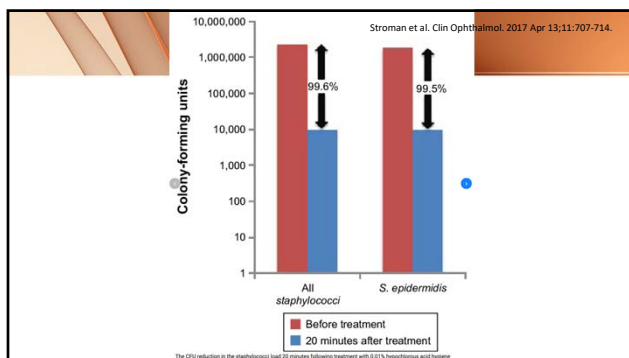 Stroman et al. Clin Ophthalmol. 2017 Apr 13;11:707-714.
Colony-forming units
10,000,000
1,000,000
100,000
10,000
1,000
100
10
1
99.6%
99.5%
All
staphylococci
S. epidermidis
Before treatment
20 minutes after treatment
The CFU reduction in the staphylococci load 20 minutes following treatment with 0.01% hypochlorous acid hygiene